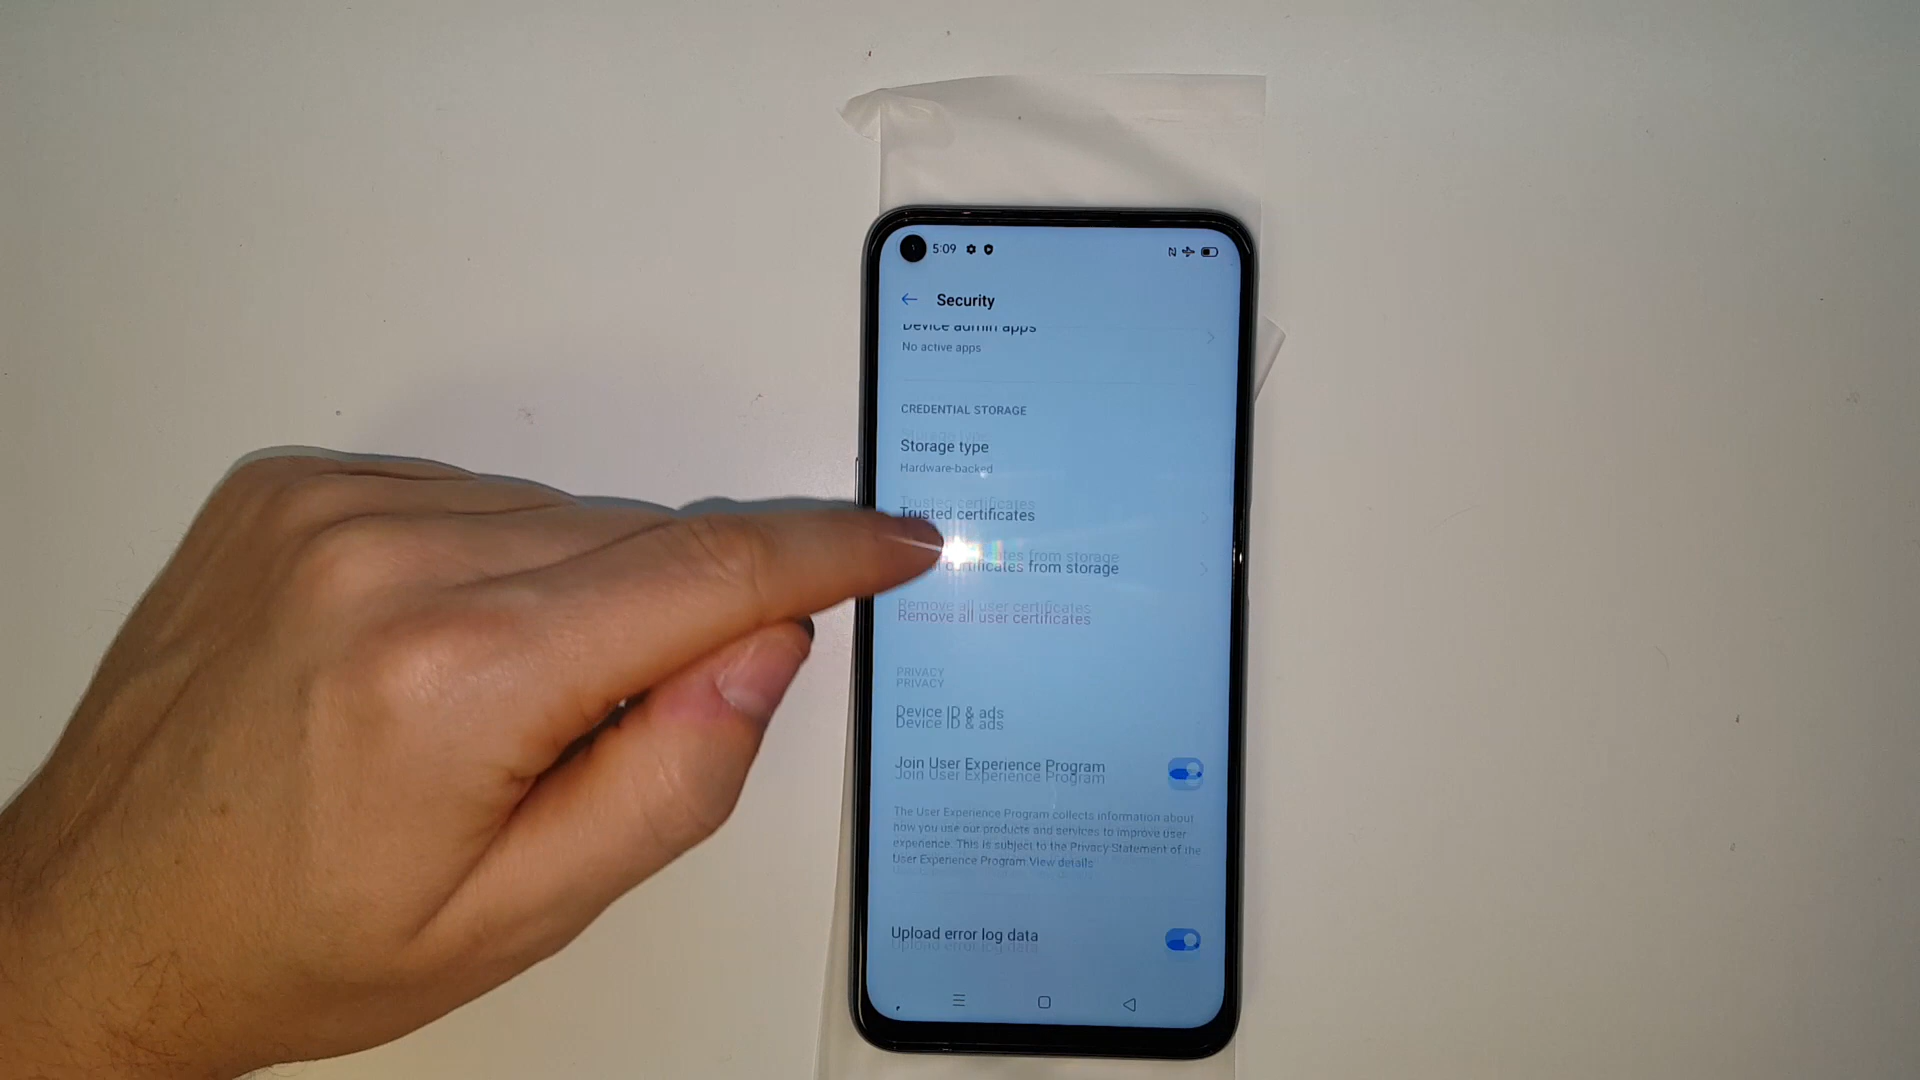 5:09
Security
Device admin apps
No active apps
CREDENTIAL STORAGE
Storage type
Hardware-backed
Trusted certificates
certificates from storage
Remove all user certificates
PRIVACY
Device ID & ads
Join User Experience Program
The User Experience Program collects information about
how you use our products and services to improve user
experience. This is subject to the Privacy Statement of the
User Experience Program View details
Upload error log data